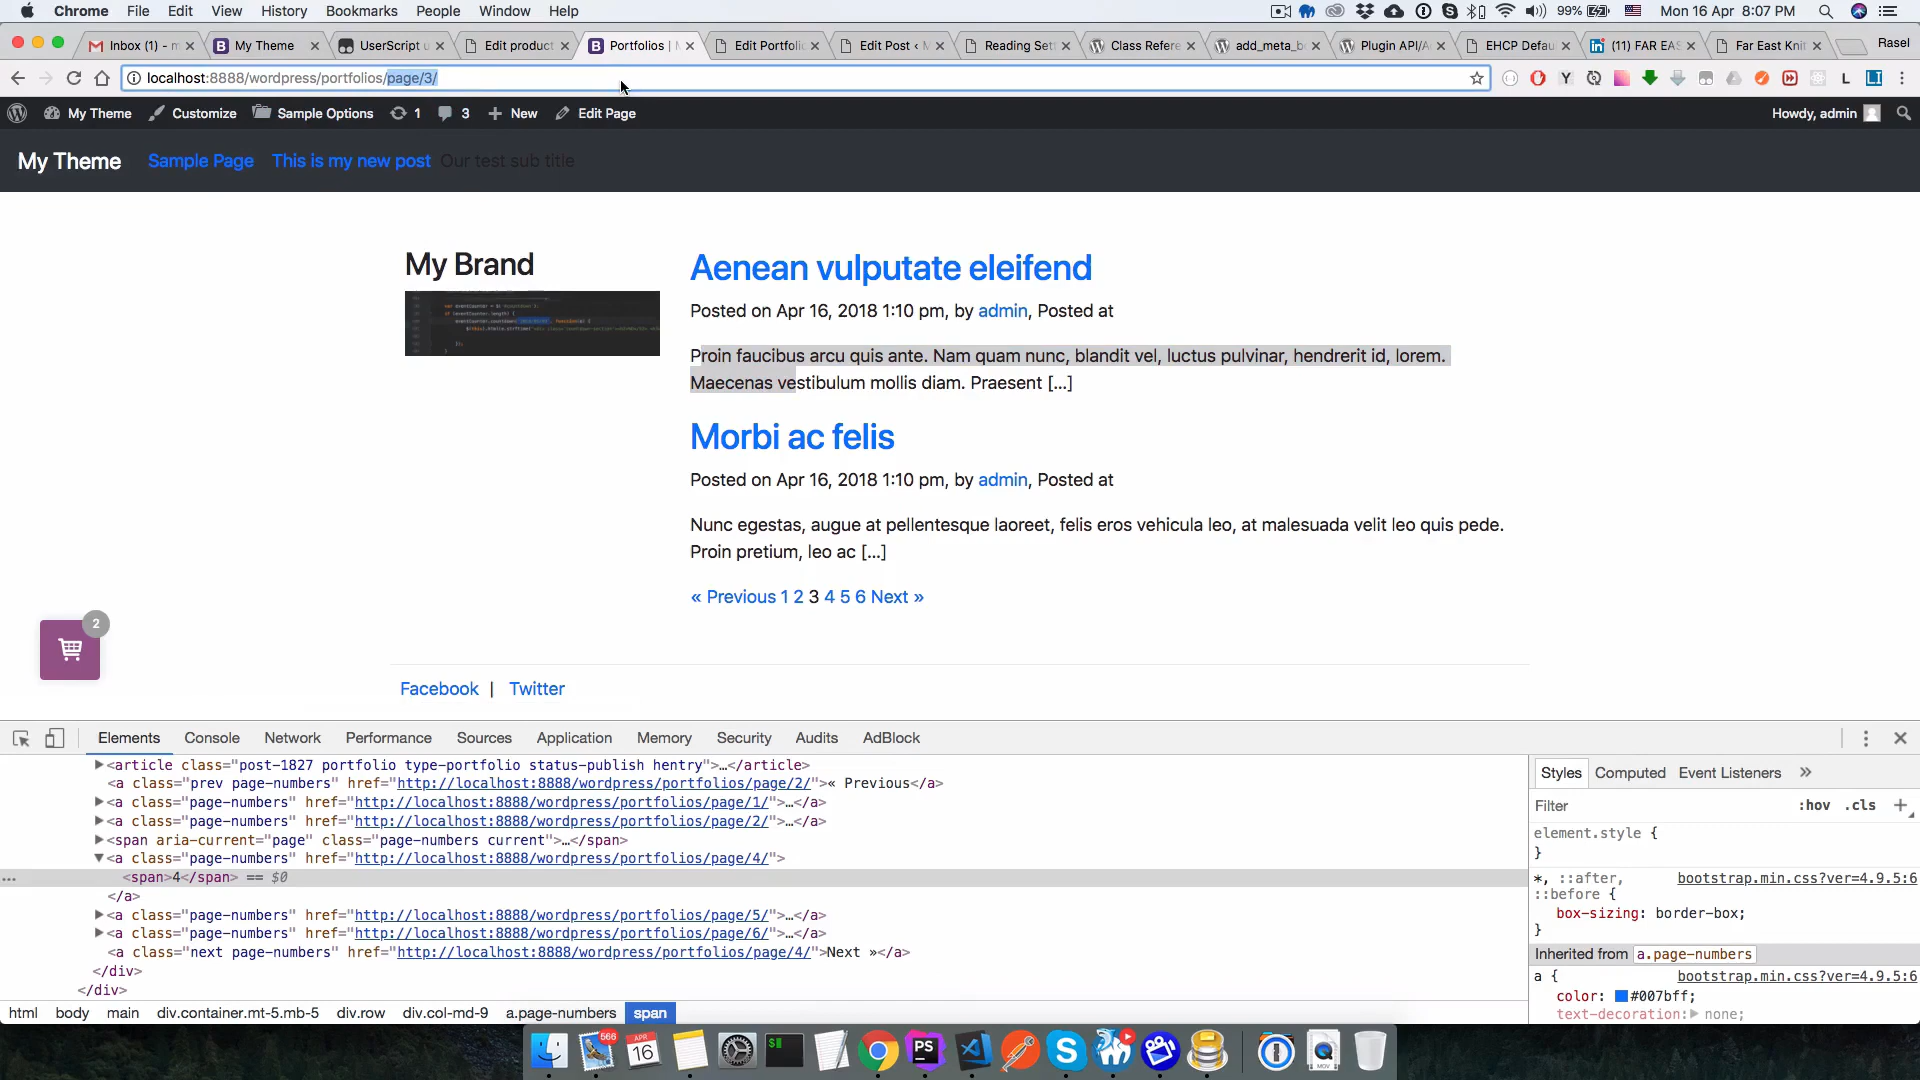 Chrome File Edit View History Bookmarks People Window Help 99% Mon 16 Apr 8:07 PM
Inbox (1) - m My Theme UserScript u Edit product Portfolios | M Edit Portfolio Edit Post ‹ M Reading Set Class Refere add_meta_b Plugin API/A EHCP Defau (11) FAR EAS Far East Knit Rasel
localhost:8888/wordpress/portfolios/page/3/
My Theme Customize Sample Options 1 3 + New Edit Page Howdy, admin
My Theme Sample Page This is my new post Our test sub title
My Brand
Aenean vulputate eleifend
Posted on Apr 16, 2018 1:10 pm, by admin, Posted at
Proin faucibus arcu quis ante. Nam quam nunc, blandit vel, luctus pulvinar, hendrerit id, lorem.
Maecenas vestibulum mollis diam. Praesent [...]
Morbi ac felis
Posted on Apr 16, 2018 1:10 pm, by admin, Posted at
Nunc egestas, augue at pellentesque laoreet, felis eros vehicula leo, at malesuada velit leo quis pede.
Proin pretium, leo ac [...]
« Previous 1 2 3 4 5 6 Next »
2
Facebook | Twitter
Elements Console Network Performance Sources Application Memory Security Audits AdBlock
<article class="post-1827 portfolio type-portfolio status-publish hentry">…</article>
<a class="prev page-numbers" href="http://localhost:8888/wordpress/portfolios/page/2/">« Previous</a>
<a class="page-numbers" href="http://localhost:8888/wordpress/portfolios/page/1/">…</a>
<a class="page-numbers" href="http://localhost:8888/wordpress/portfolios/page/2/">…</a>
<span aria-current="page" class="page-numbers current">…</span>
<a class="page-numbers" href="http://localhost:8888/wordpress/portfolios/page/4/">
<span>4</span> == $0
</a>
<a class="page-numbers" href="http://localhost:8888/wordpress/portfolios/page/5/">…</a>
<a class="page-numbers" href="http://localhost:8888/wordpress/portfolios/page/6/">…</a>
<a class="next page-numbers" href="http://localhost:8888/wordpress/portfolios/page/4/">Next »</a>
</div>
</div>
html body main div.container.mt-5.mb-5 div.row div.col-md-9 a.page-numbers span
Styles Computed Event Listeners »
Filter :hov .cls +
element.style {
}
*, ::after, bootstrap.min.css?ver=4.9.5:6
::before {
box-sizing: border-box;
}
Inherited from a.page-numbers
a { bootstrap.min.css?ver=4.9.5:6
color: #007bff;
text-decoration: none;
566
APR
16
PS